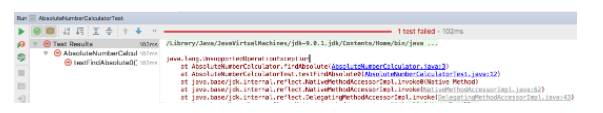 Run: AbsoluteNumberCalculatorTest
1 test failed - 102ms
Test Results 102ms
AbsoluteNumberCalcul 102ms
testFindAbsolute0( 102ms
/Library/Java/JavaVirtualMachines/jdk-9.0.1.jdk/Contents/Home/bin/java ...
java.lang.UnsupportedOperationException
at AbsoluteNumberCalculator.findAbsolute(AbsoluteNumberCalculator.java:3)
at AbsoluteNumberCalculatorTest.testFindAbsolute0(AbsoluteNumberCalculatorTest.java:12)
at java.base/jdk.internal.reflect.NativeMethodAccessorImpl.invoke0(Native Method)
at java.base/jdk.internal.reflect.NativeMethodAccessorImpl.invoke(NativeMethodAccessorImpl.java:62)
at java.base/jdk.internal.reflect.DelegatingMethodAccessorImpl.invoke(DelegatingMethodAccessorImpl.java:43)